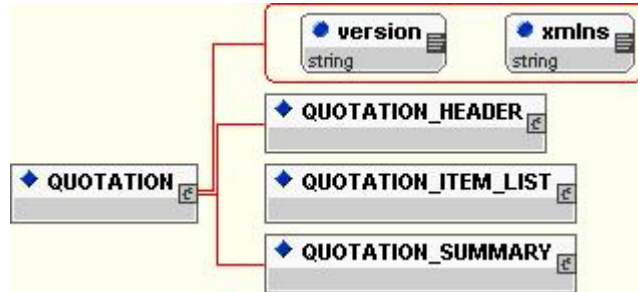 version xmlns
string string
QUOTATION_HEADER
QUOTATION
QUOTATION_ITEM_LIST
QUOTATION_SUMMARY